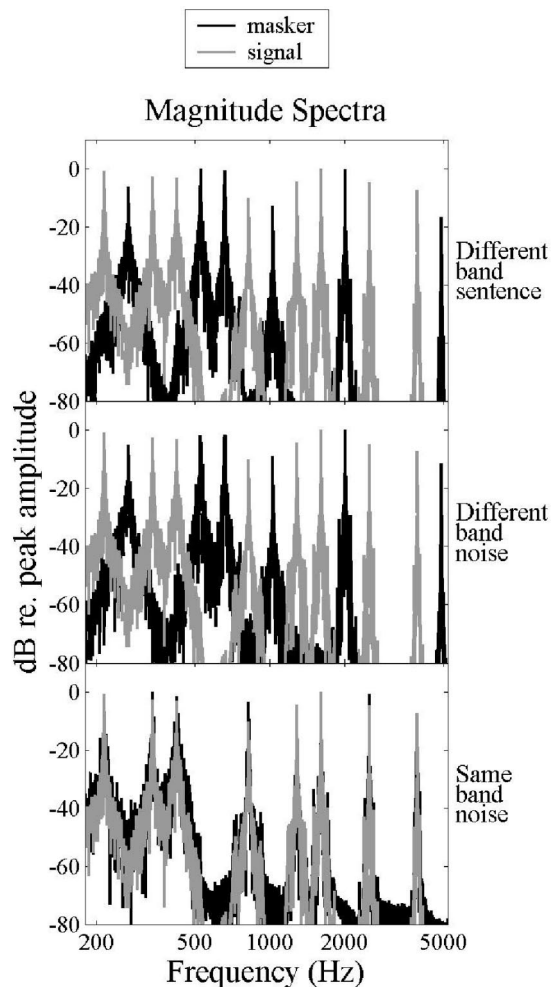 masker
signal
Magnitude Spectra
0
-20
-40
-60
-80
Different
band
sentence
0
-20
-40
-60
-80
Different
band
noise
0
-20
-40
-60
-80
Same
band
noise
dB re. peak amplitude
200 500 1000 2000 5000
Frequency (Hz)